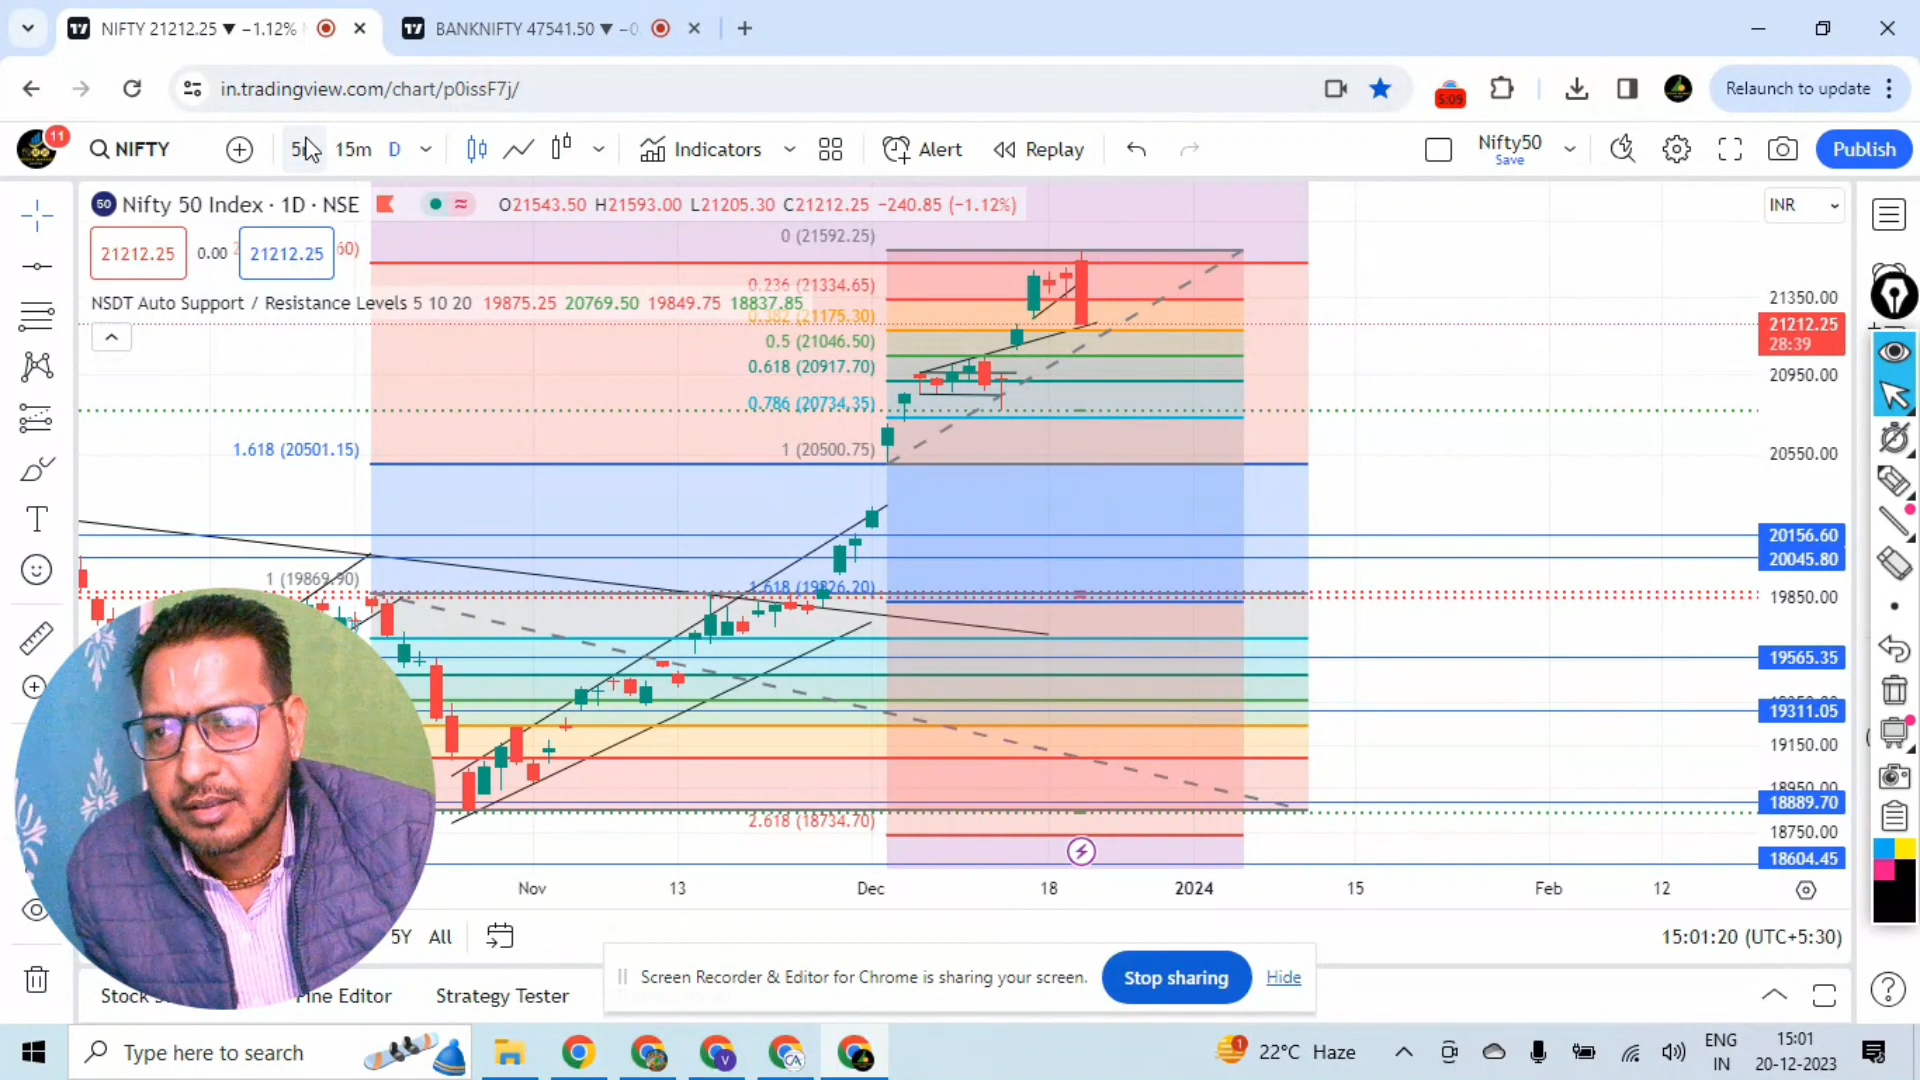 NIFTY 21212.25 ▼ −1.12%
BANKNIFTY 47541.50 ▼ −0
in.tradingview.com/chart/p0issF7j/
5:09
Relaunch to update
11
NIFTY
15m
D
Indicators
Alert
Replay
Nifty50
Save
Publish
Nifty 50 Index · 1D · NSE
O21543.50 H21593.00 L21205.30 C21212.25 −240.85 (−1.12%)
INR
21212.25
0.00
21212.25
NSDT Auto Support / Resistance Levels 5 10 20 19875.25 20769.50 19849.75 18837.85
0 (21592.25)
0.236 (21334.65)
0.382 (21175.30)
0.5 (21046.50)
0.618 (20917.70)
0.786 (20734.35)
1 (20500.75)
1.618 (20501.15)
1 (19869.90)
1.618 (19826.20)
2.618 (18734.70)
21350.00
21212.25
28:39
20950.00
20550.00
20156.60
20045.80
19850.00
19565.35
19311.05
19150.00
18950.00
18889.70
18750.00
18604.45
Nov
13
Dec
18
2024
15
Feb
12
5Y
All
15:01:20 (UTC+5:30)
Strategy Tester
Screen Recorder & Editor for Chrome is sharing your screen.
Stop sharing
Hide
Type here to search
22°C Haze
ENG
IN
15:01
20-12-2023